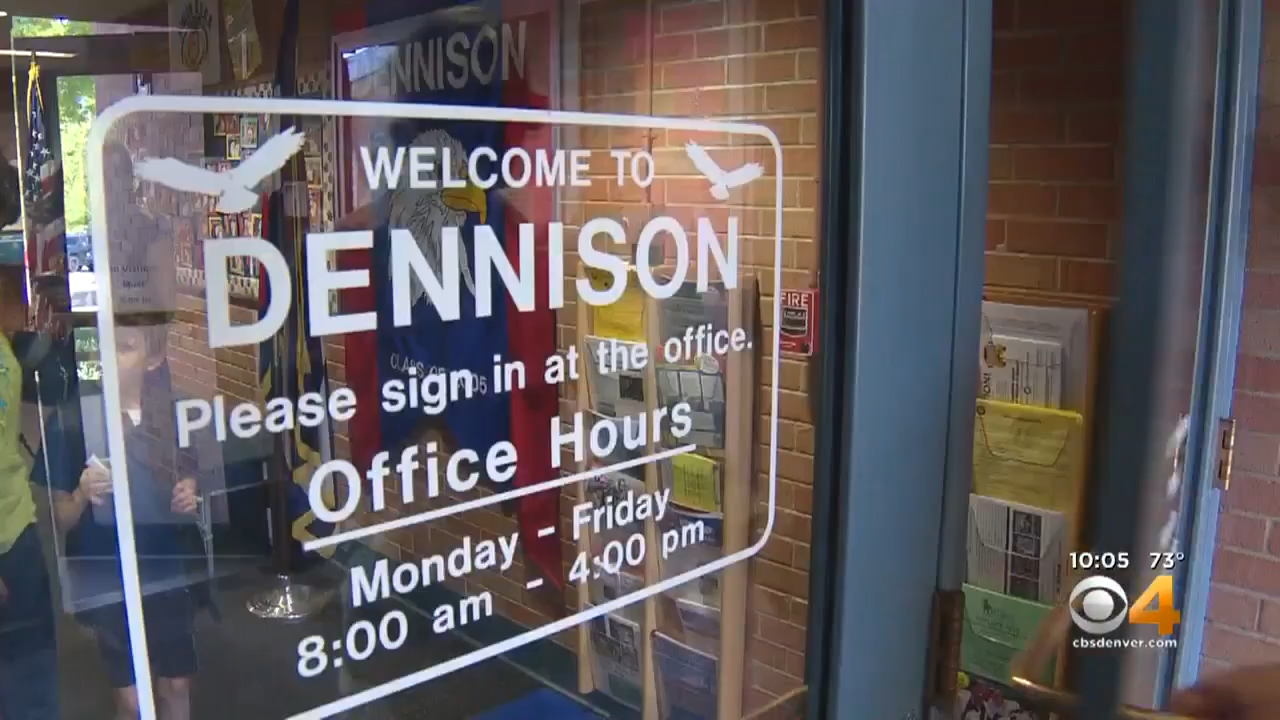 DENNISON
WELCOME TO
DENNISON
Please sign in at the office.
Office Hours
Monday - Friday
8:00 am - 4:00 pm
FIRE
10:05 73°
4
cbsdenver.com